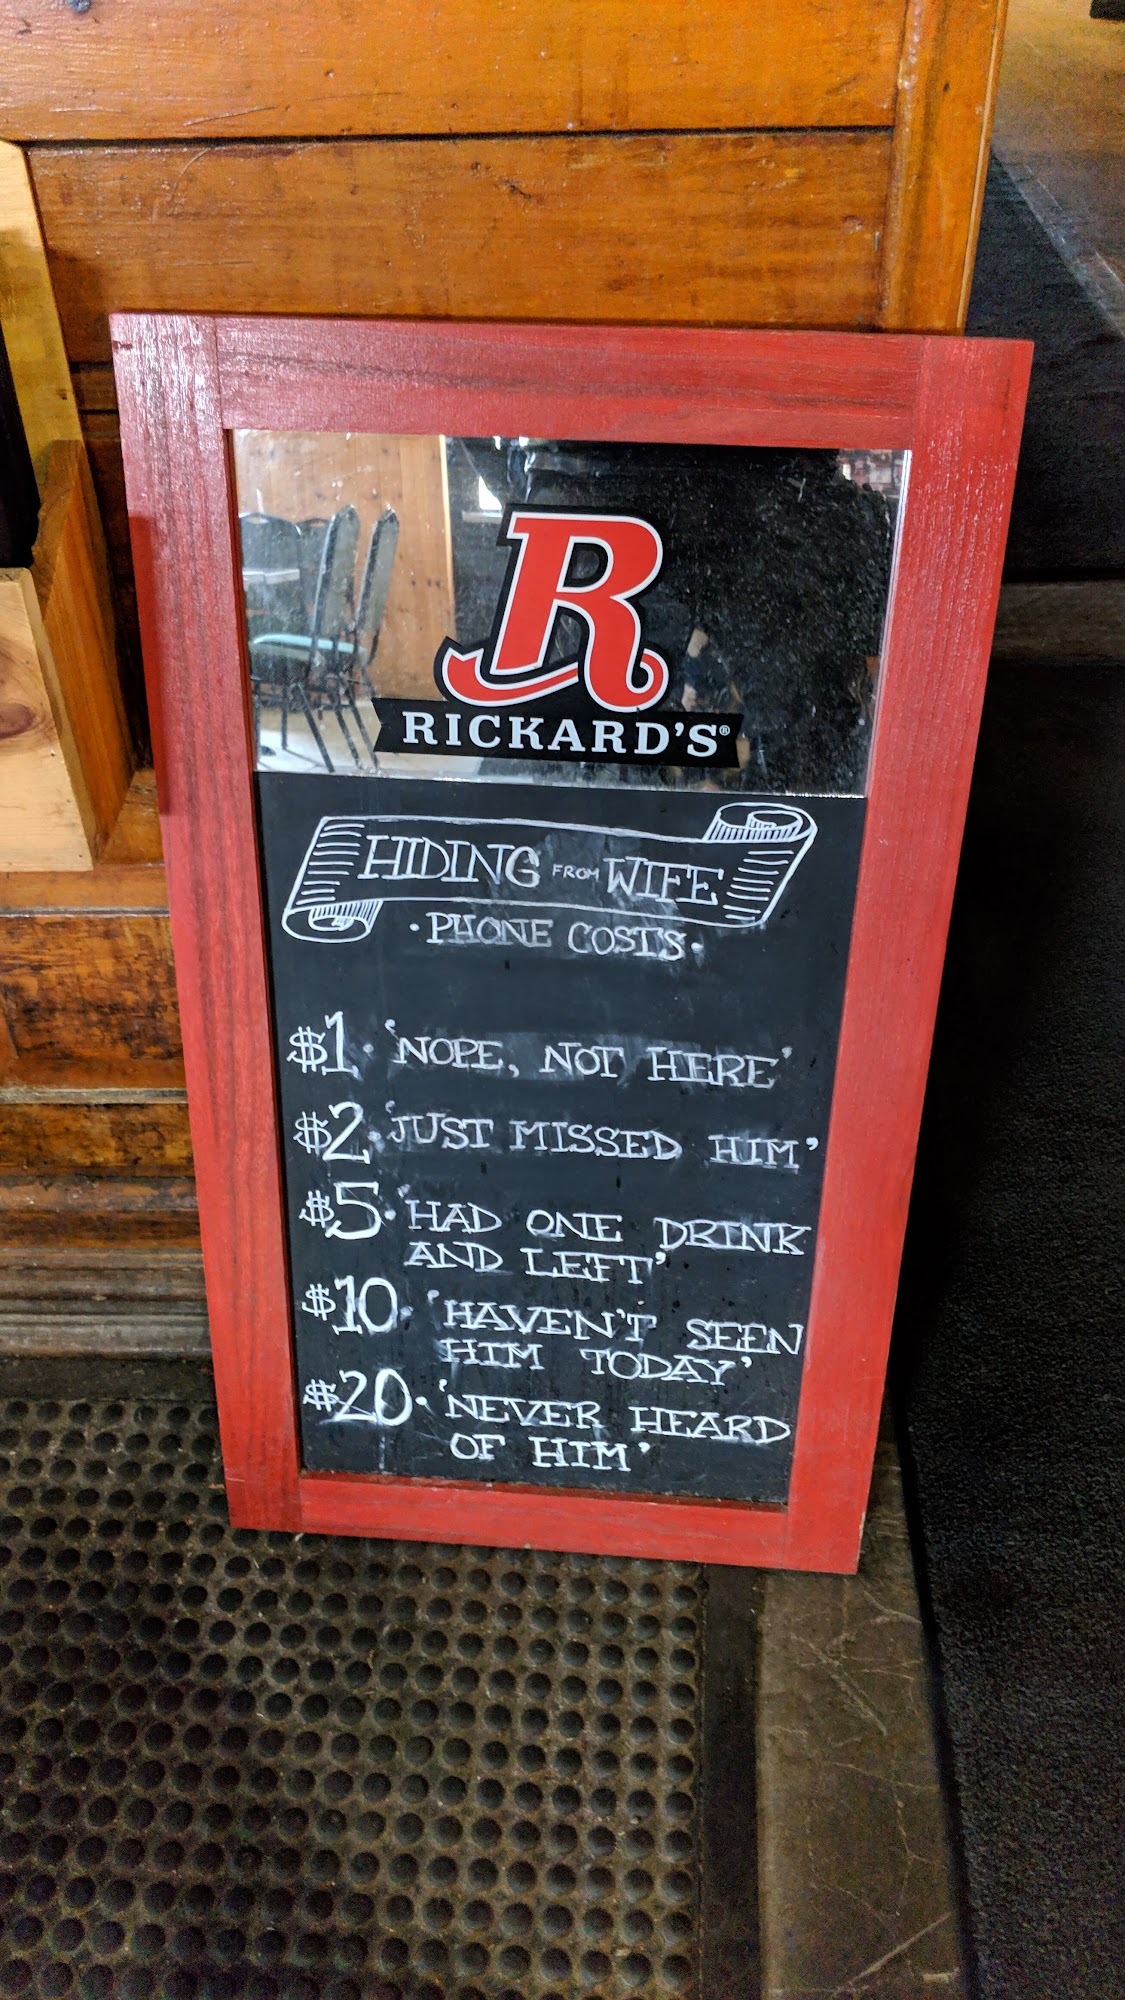 R
RICKARD'S®
HIDING FROM WIFE
·PHONE COSTS·
$1·'NOPE, NOT HERE'
$2·'JUST MISSED HIM'
$5·'HAD ONE DRINK
AND LEFT'
$10·'HAVEN'T SEEN
HIM TODAY'
$20·'NEVER HEARD
OF HIM'